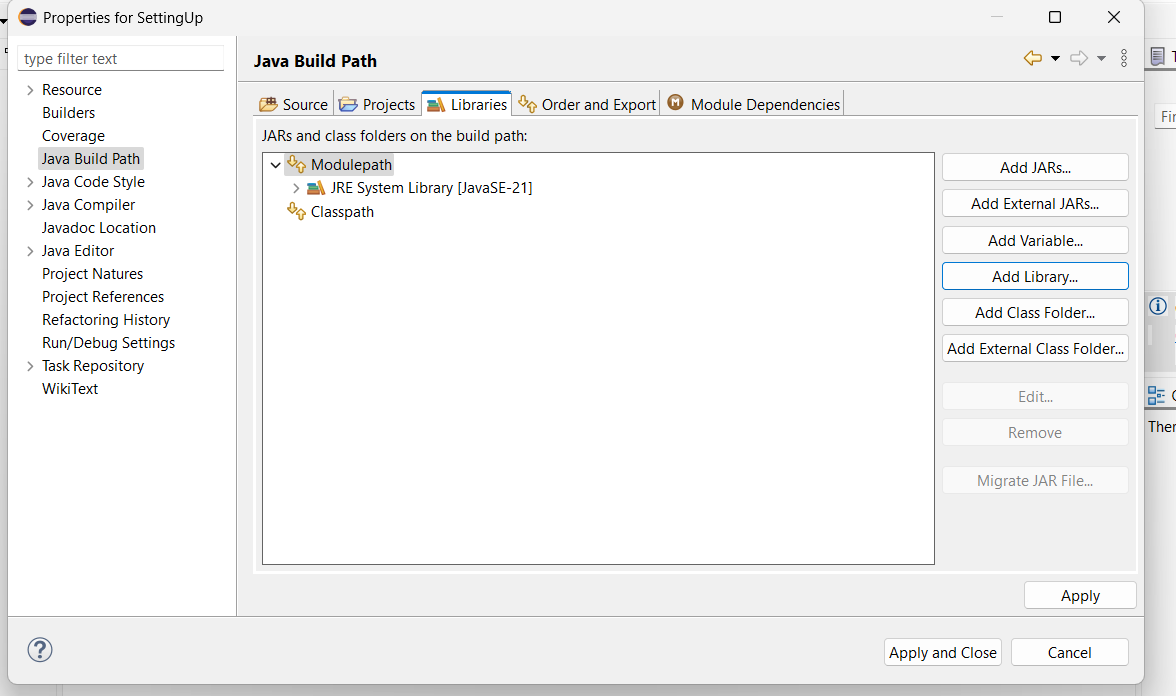 Properties for SettingUp
type filter text
Resource
Builders
Coverage
Java Build Path
Java Code Style
Java Compiler
Javadoc Location
Java Editor
Project Natures
Project References
Refactoring History
Run/Debug Settings
Task Repository
WikiText
Java Build Path
Source Projects Libraries Order and Export Module Dependencies
JARs and class folders on the build path:
Modulepath
JRE System Library [JavaSE-21]
Classpath
Add JARs...
Add External JARs...
Add Variable...
Add Library...
Add Class Folder...
Add External Class Folder...
Edit...
Remove
Migrate JAR File...
Apply
Apply and Close
Cancel